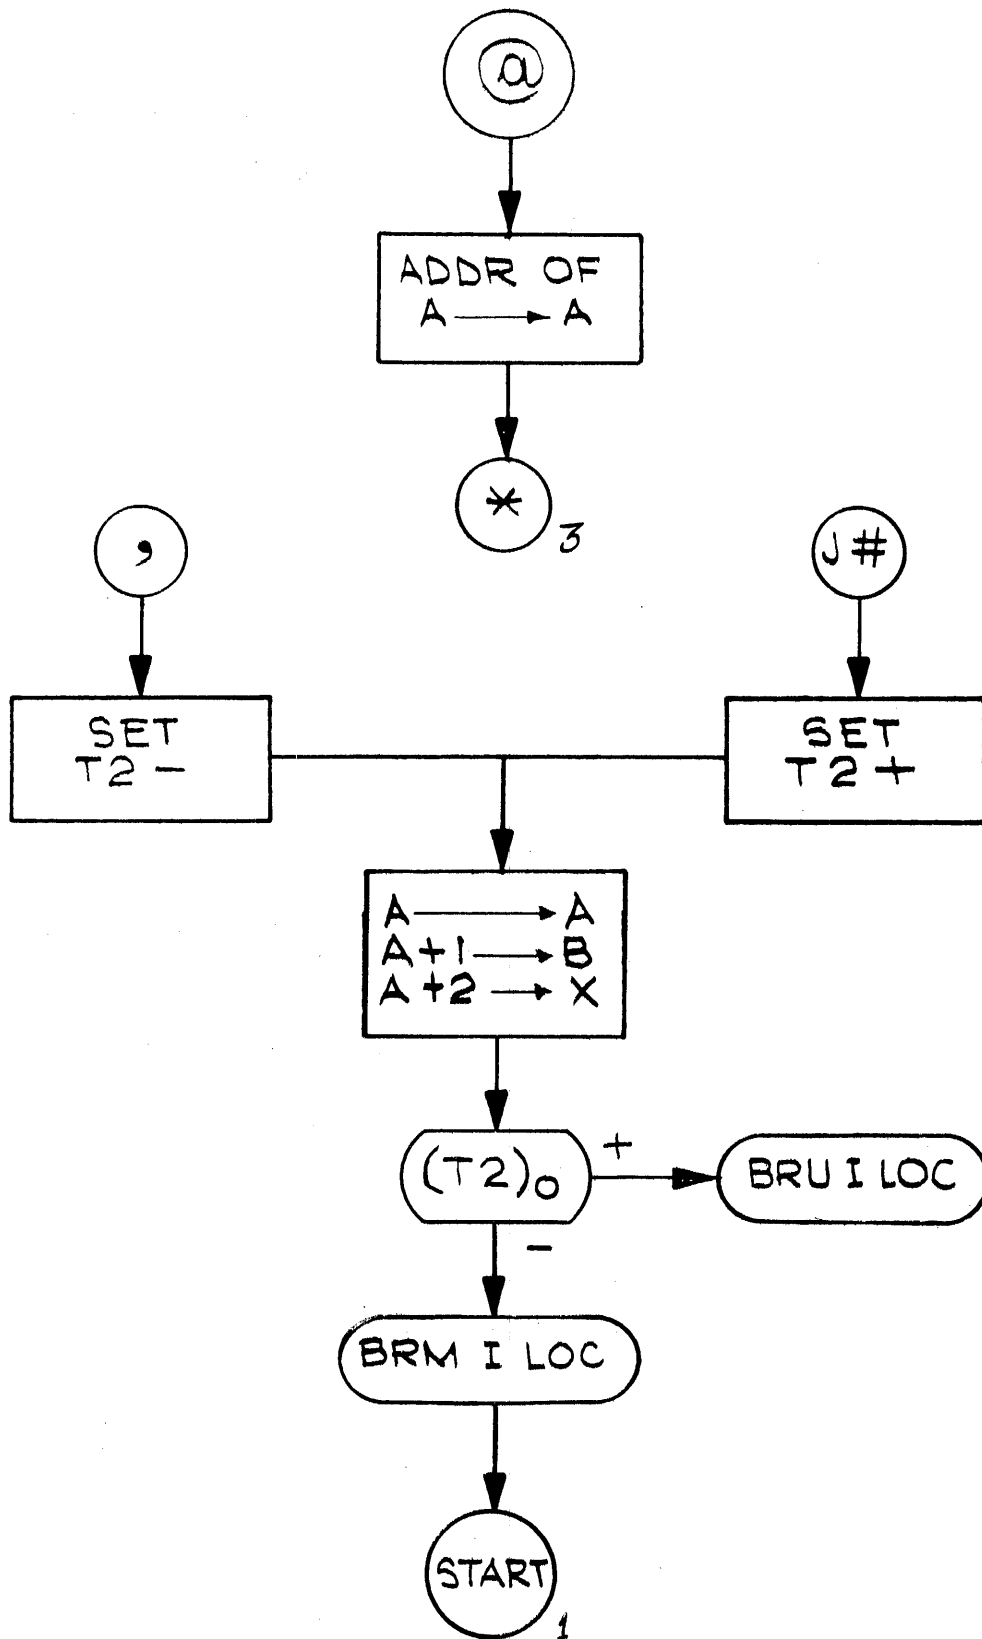 @
ADDR OF
A → A
*
3
,
J#
SET
T2 -
SET
T2 +
A → A
A+1 → B
A+2 → X
(T2)0
+
BRU I LOC
-
BRM I LOC
START
1